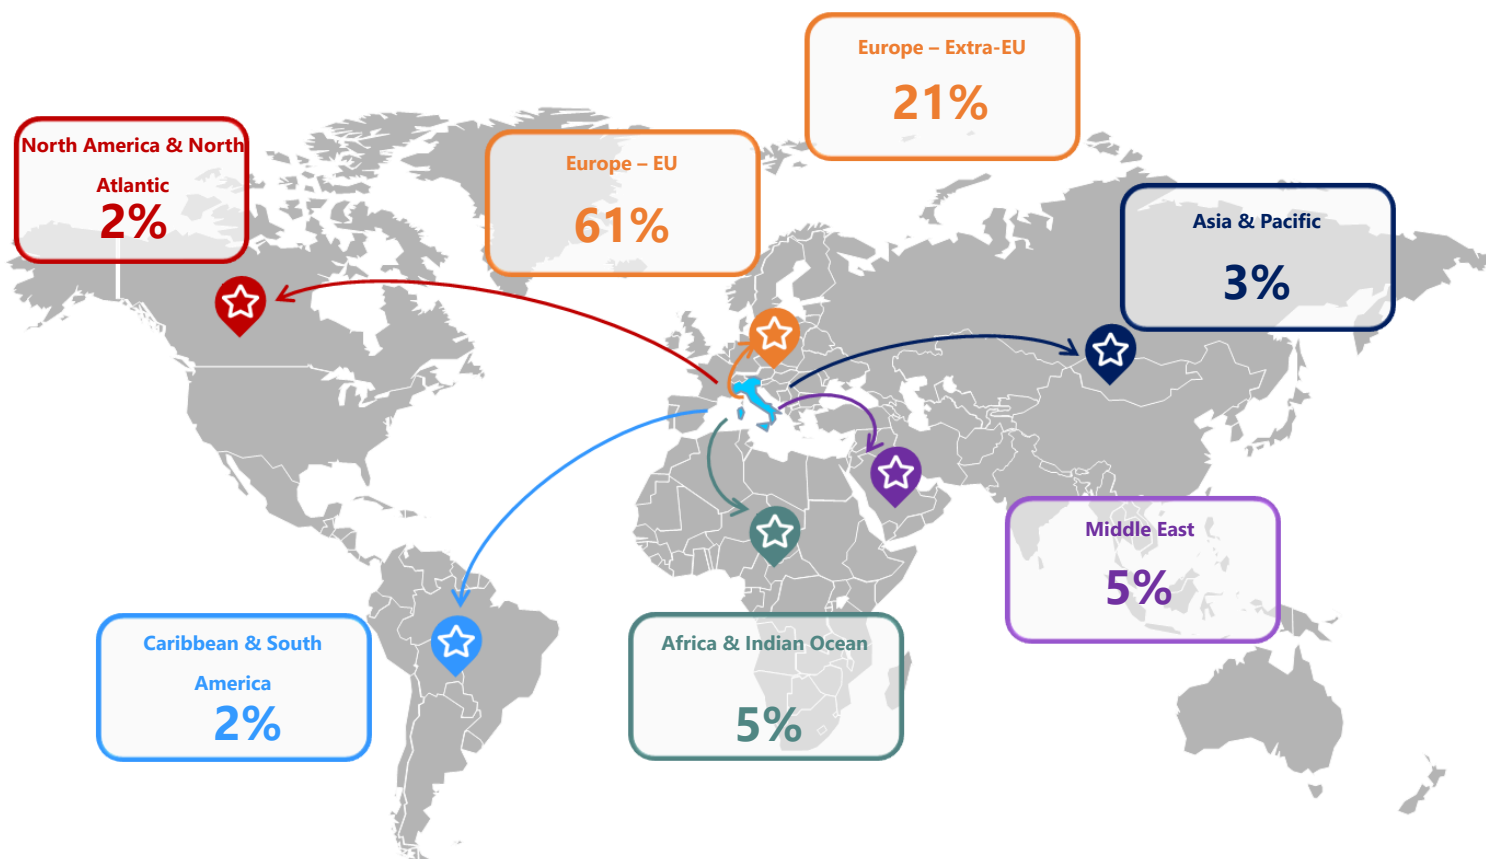 Europe – Extra-EU
21%
North America & North
Atlantic
2%
Europe – EU
61%
Asia & Pacific
3%
Middle East
5%
Caribbean & South
America
2%
Africa & Indian Ocean
5%